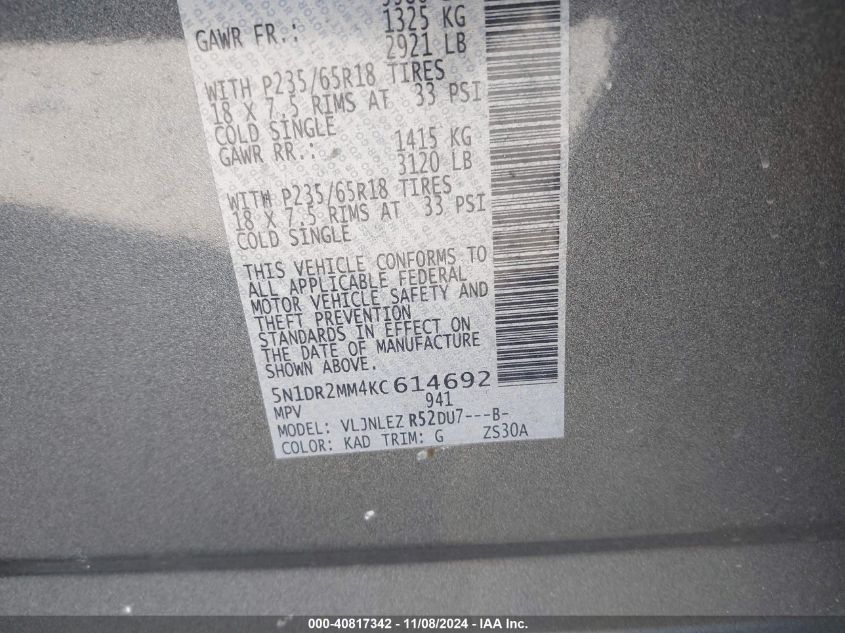 1325 KG
GAWR FR.: 2921 LB
WITH P235/65R18 TIRES
18 X 7.5 RIMS AT 33 PSI
COLD SINGLE
GAWR RR.: 1415 KG
3120 LB
WITH P235/65R18 TIRES
18 X 7.5 RIMS AT 33 PSI
COLD SINGLE
THIS VEHICLE CONFORMS TO
ALL APPLICABLE FEDERAL
MOTOR VEHICLE SAFETY AND
THEFT PREVENTION
STANDARDS IN EFFECT ON
THE DATE OF MANUFACTURE
SHOWN ABOVE.
5N1DR2MM4KC614692
MPV 941
MODEL: VLJNLEZ R52DU7---B-
COLOR: KAD TRIM: G ZS30A
000-40817342 - 11/08/2024 - IAA Inc.